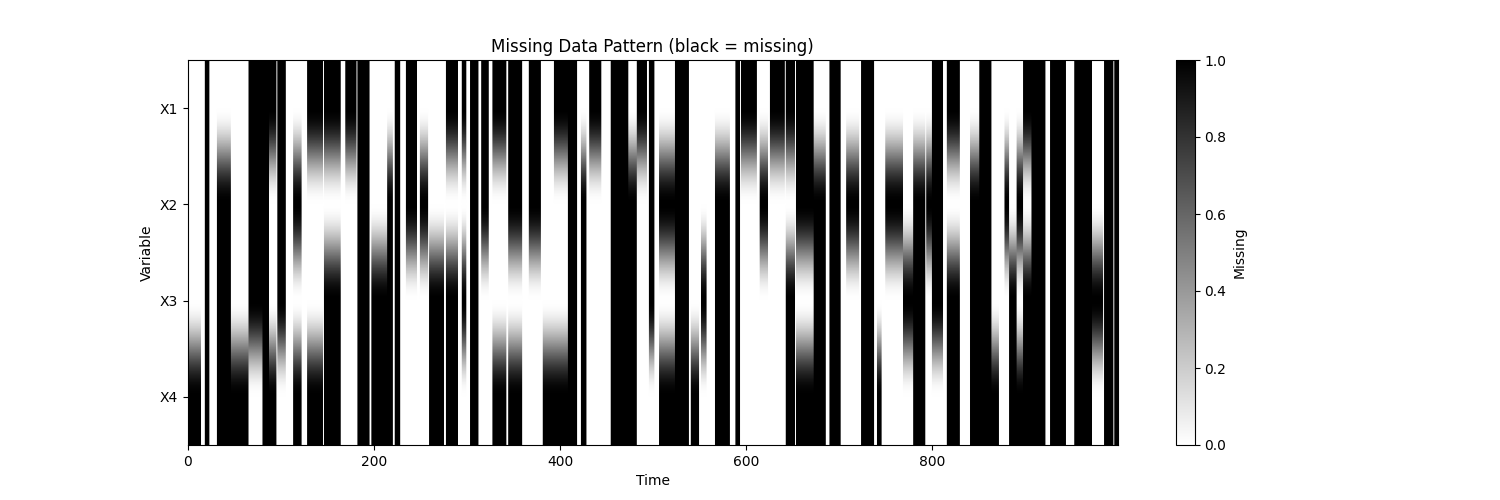 Missing Data Pattern (black = missing)
Variable
X1
X2
X3
X4
0
200
400
600
800
Time
1.0
0.8
0.6
0.4
0.2
0.0
Missing